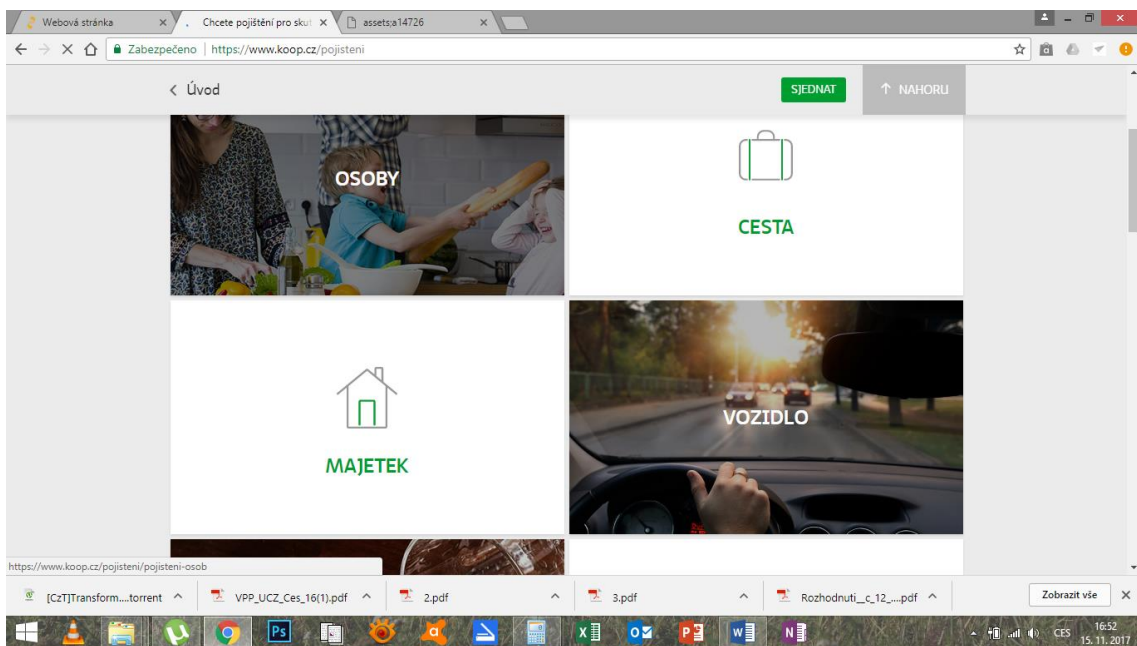 Webová stránka
Chcete pojištění pro skut
assets;a14726
Zabezpečeno | https://www.koop.cz/pojisteni
Úvod
SJEDNAT
NAHORU
OSOBY
CESTA
MAJETEK
VOZIDLO
https://www.koop.cz/pojisteni/pojisteni-osob
[CzT]Transform....torrent
VPP_UCZ_Ces_16(1).pdf
2.pdf
3.pdf
Rozhodnuti__c_12_....pdf
Zobrazit vše
Ps
CES
16:52
15. 11. 2017